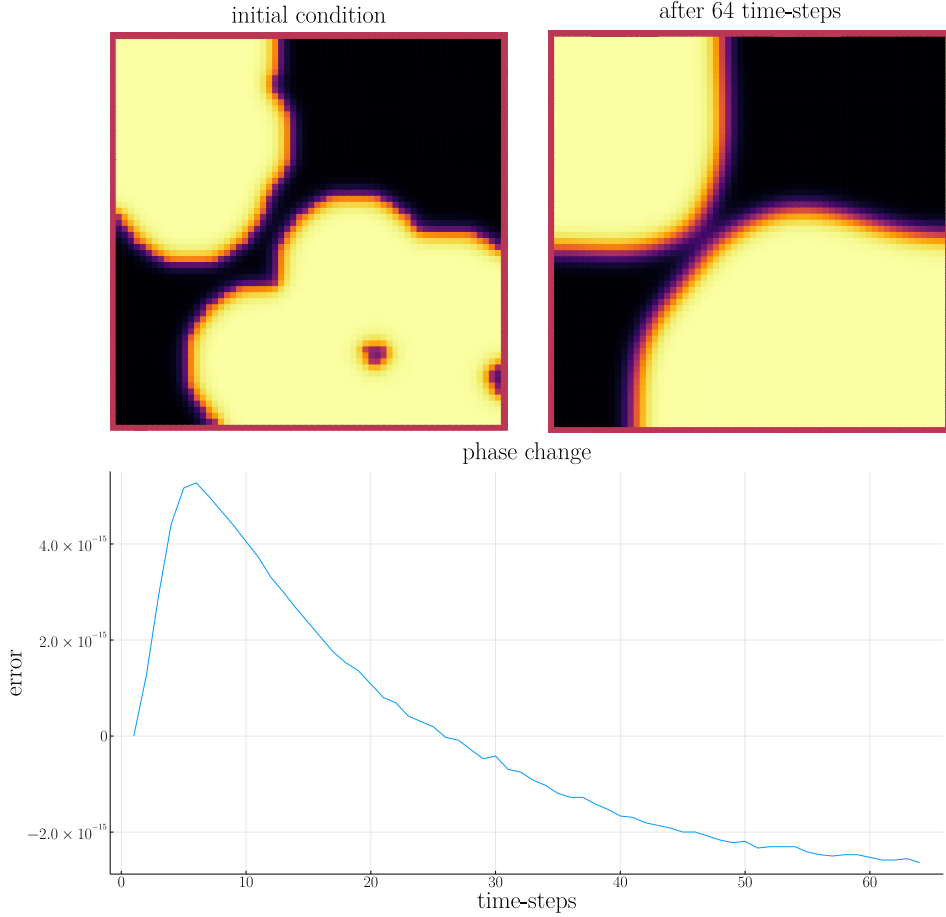 initial condition
after 64 time-steps
phase change
4.0 × 10⁻¹⁵
2.0 × 10⁻¹⁵
0
−2.0 × 10⁻¹⁵
error
0 10 20 30 40 50 60
time-steps